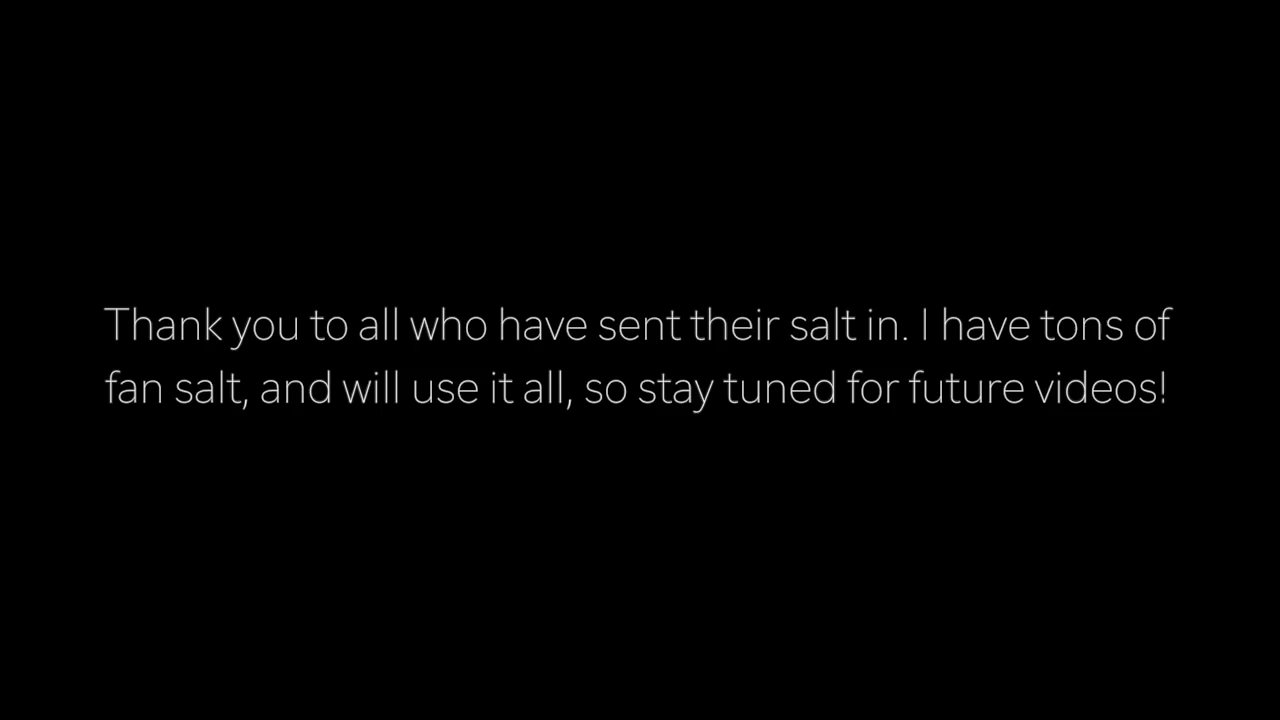 Thank you to all who have sent their salt in. I have tons of
fan salt, and will use it all, so stay tuned for future videos!